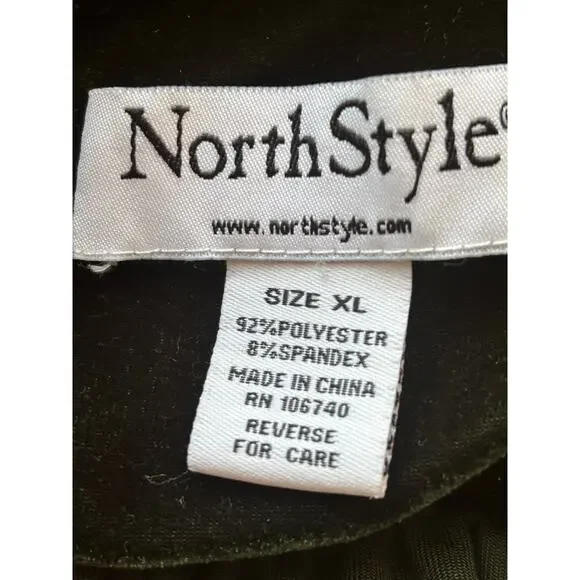 NorthStyle®
www.northstyle.com
SIZE XL
92%POLYESTER
8%SPANDEX
MADE IN CHINA
RN 106740
REVERSE
FOR CARE